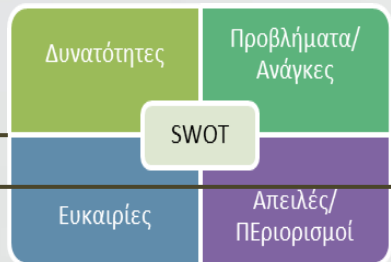 Δυνατότητες
Προβλήματα/
Ανάγκες
SWOT
Ευκαιρίες
Απειλές/
ΠΕριορισμοί